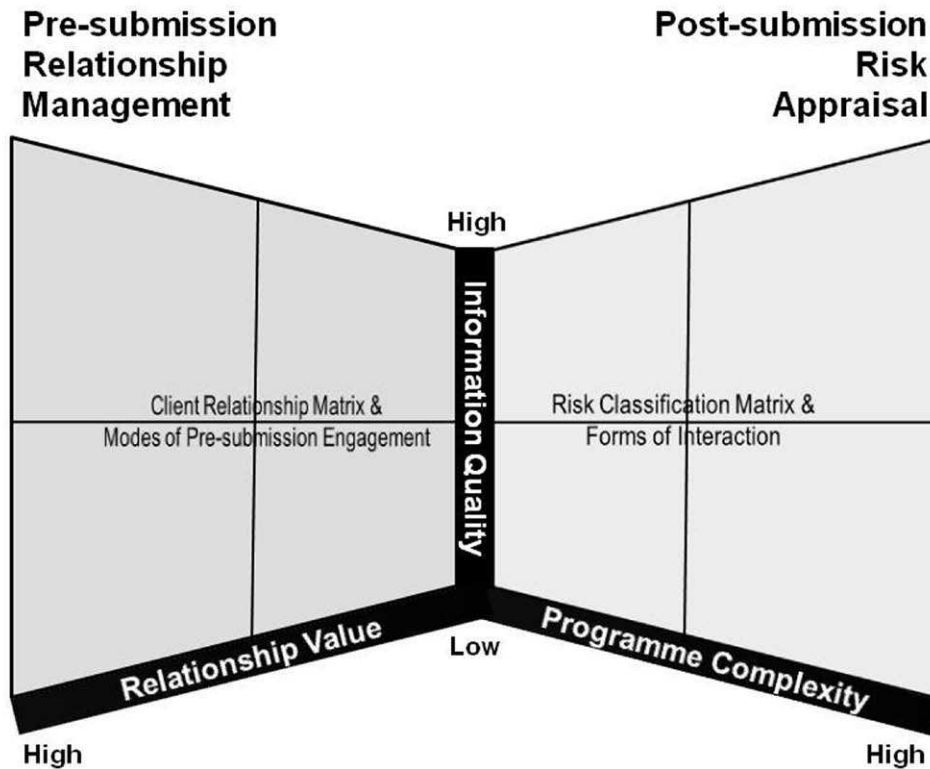 Pre-submission
Relationship
Management
Post-submission
Risk
Appraisal
High
Information Quality
Client Relationship Matrix &
Modes of Pre-submission Engagement
Risk Classification Matrix &
Forms of Interaction
Relationship Value
Low
Programme Complexity
High
High